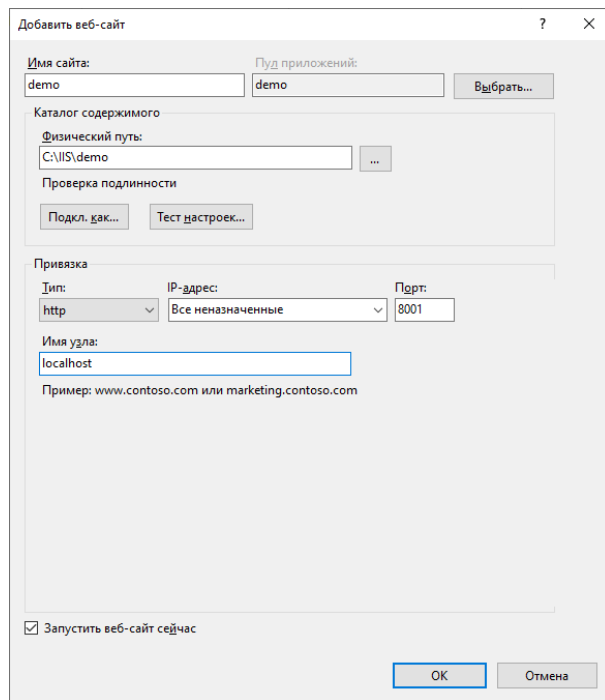 Добавить веб-сайт ?
Имя сайта: Пул приложений:
demo demo Выбрать...
Каталог содержимого
Физический путь:
C:\IIS\demo ...
Проверка подлинности
Подкл. как... Тест настроек...
Привязка
Тип: IP-адрес: Порт:
http Все неназначенные 8001
Имя узла:
localhost
Пример: www.contoso.com или marketing.contoso.com
Запустить веб-сайт сейчас
ОК Отмена